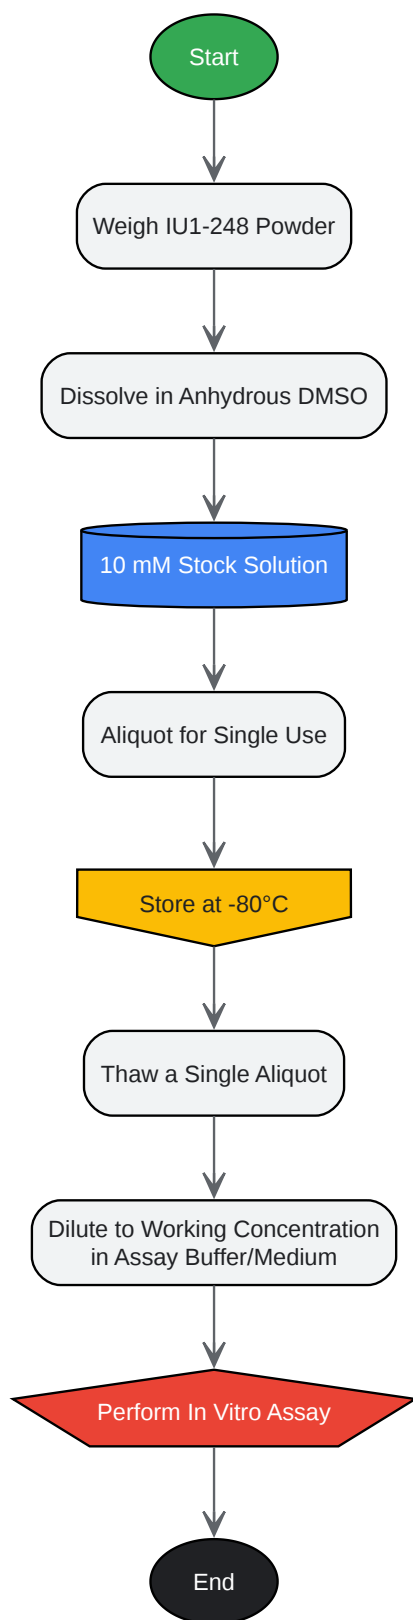 Start
Weigh IU1-248 Powder
Dissolve in Anhydrous DMSO
10 mM Stock Solution
Aliquot for Single Use
Store at -80°C
Thaw a Single Aliquot
Dilute to Working Concentration
in Assay Buffer/Medium
Perform In Vitro Assay
End